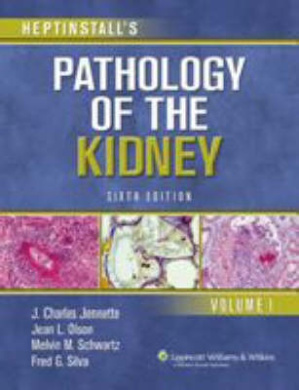 HEPTINSTALL'S
PATHOLOGY
OF THE
KIDNEY
SIXTH EDITION
J. Charles Jennette
Jean L. Olson
Melvin M. Schwartz
Fred G. Silva
VOLUME I
Lippincott Williams & Wilkins